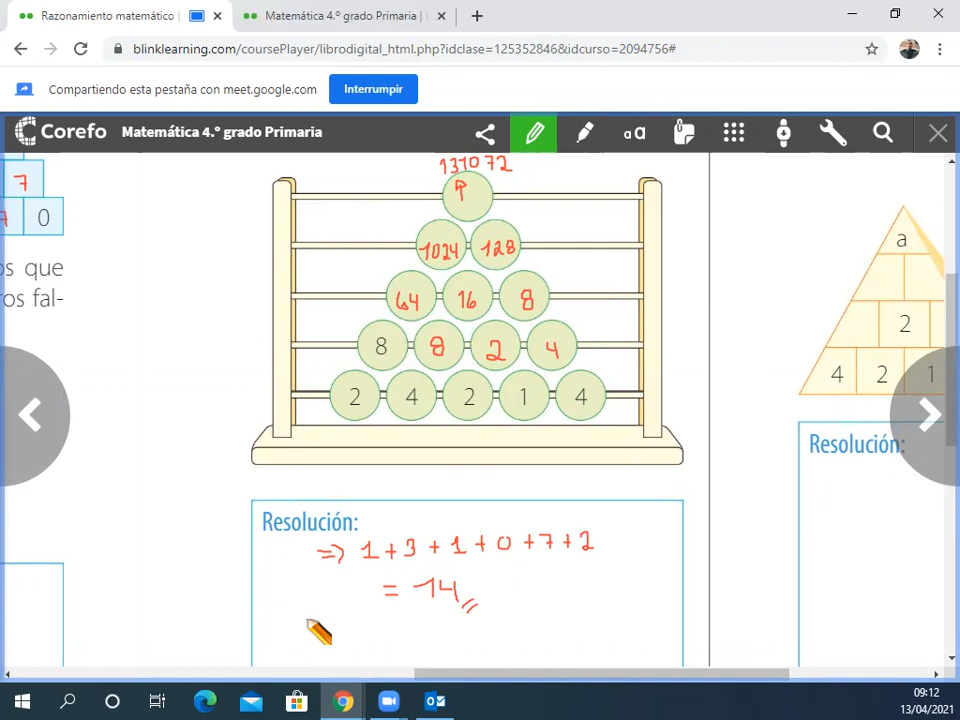 Razonamiento matemático |
Matemática 4.º grado Primaria |
blinklearning.com/coursePlayer/librodigital_html.php?idclase=125352846&idcurso=2094756#
Compartiendo esta pestaña con meet.google.com
Interrumpir
Corefo
Matemática 4.º grado Primaria
aa
7
7 0
os que
ros fal-
131072
P
1024 128
64 16 8
8 8 2 4
2 4 2 1 4
Resolución:
=> 1+3+1+0+7+2
= 14
a
2
4 2 1
Resolución:
09:12
13/04/2021